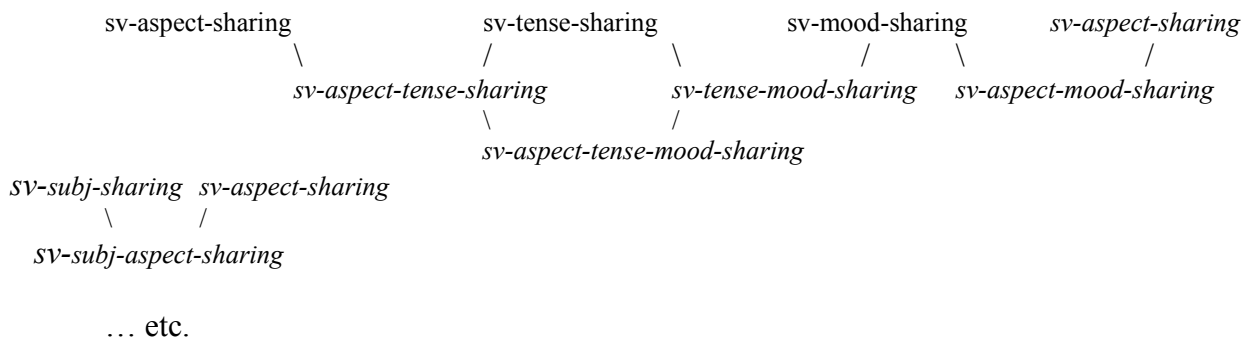 sv-aspect-sharing sv-tense-sharing sv-mood-sharing sv-aspect-sharing
\ / \ / \ /
sv-aspect-tense-sharing sv-tense-mood-sharing sv-aspect-mood-sharing
\ /
sv-aspect-tense-mood-sharing
sv-subj-sharing sv-aspect-sharing
\ /
sv-subj-aspect-sharing
… etc.